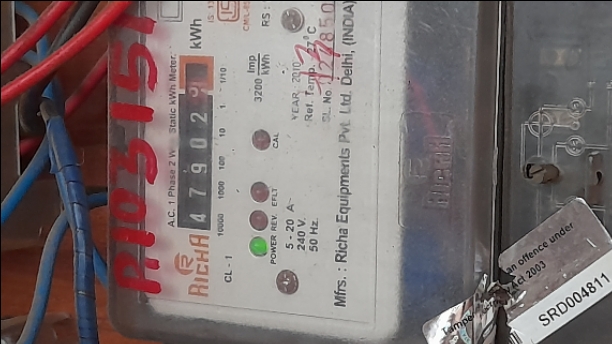 P103151
A.C. 1 Phase 2 W Static kWh Meter
RICHA
4 7 9 0 2
kWh
10000 1000 100 10 1 1/10
CL - 1
POWER REV. EFLT CAL
3200 Imp
kWh
5 - 20 A
240 V.
50 Hz.
RS :
YEAR 2010
Ref. Temp. 27°C
SL. No.
Mfrs. : Richa Equipments Pvt. Ltd. Delhi, (INDIA)
RICHA
an offence under
Act 2003
SRD004811